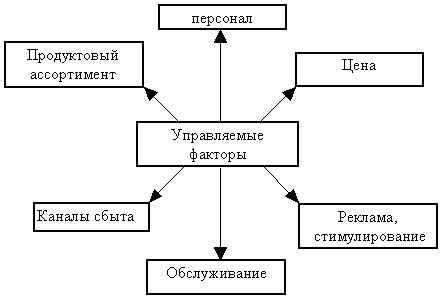 персонал
Продуктовый
ассортимент
Цена
Управляемые
факторы
Каналы сбыта
Реклама,
стимулирование
Обслуживание